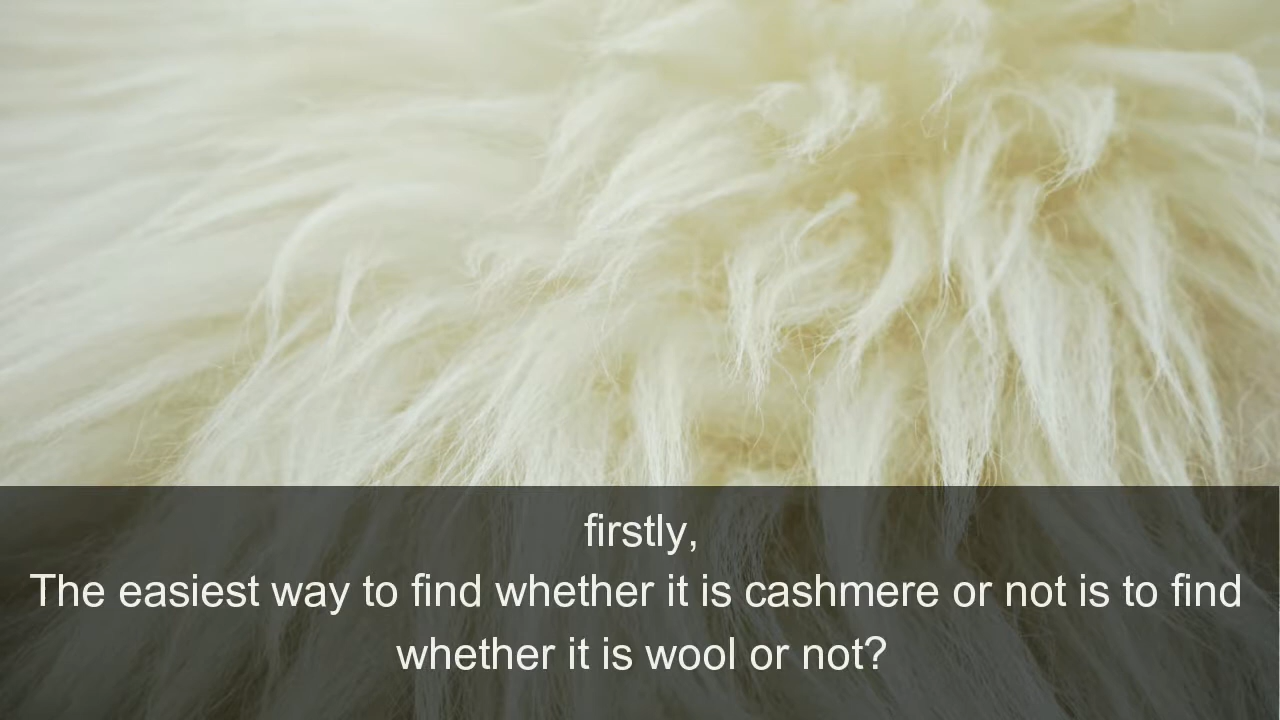 firstly,
The easiest way to find whether it is cashmere or not is to find
whether it is wool or not?